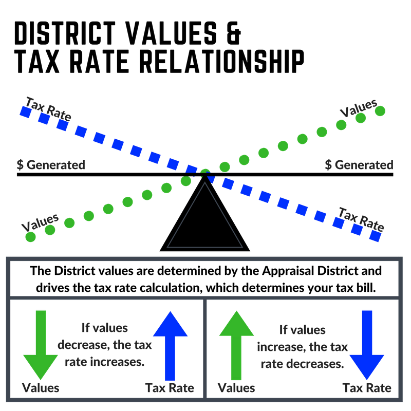 DISTRICT VALUES &
TAX RATE RELATIONSHIP
Tax Rate
Values
$ Generated
$ Generated
Values
Tax Rate
The District values are determined by the Appraisal District and
drives the tax rate calculation, which determines your tax bill.
If values
decrease, the tax
rate increases.
Values
Tax Rate
If values
increase, the tax
rate decreases.
Values
Tax Rate